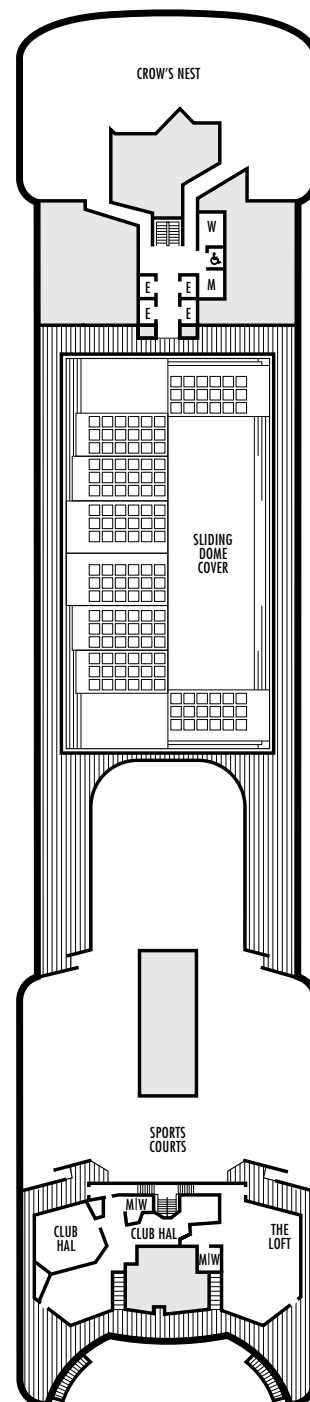 CROW'S NEST
W
M
E E
E E
SLIDING
DOME
COVER
SPORTS
COURTS
M|W
CLUB
HAL
CLUB HAL
THE
LOFT
M|W